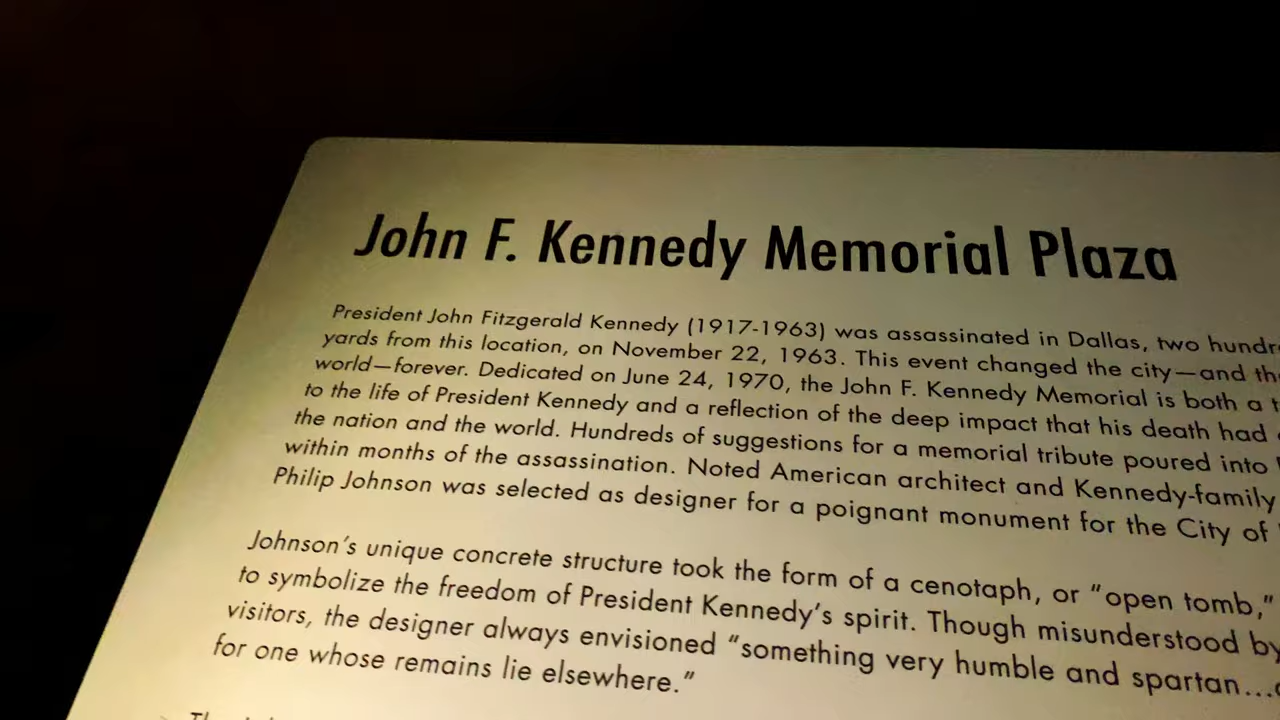 John F. Kennedy Memorial Plaza
President John Fitzgerald Kennedy (1917-1963) was assassinated in Dallas, two
yards from this location, on November 22, 1963. This event changed the city—and
world—forever. Dedicated on June 24, 1970, the John F. Kennedy Memorial is both a
to the life of President Kennedy and a reflection of the deep impact that his death had
the nation and the world. Hundreds of suggestions for a memorial tribute poured into
within months of the assassination. Noted American architect and Kennedy-family
Philip Johnson was selected as designer for a poignant monument for the City of
Johnson's unique concrete structure took the form of a cenotaph, or "open tomb,"
to symbolize the freedom of President Kennedy's spirit. Though misunderstood by
visitors, the designer always envisioned "something very humble and spartan...
for one whose remains lie elsewhere."